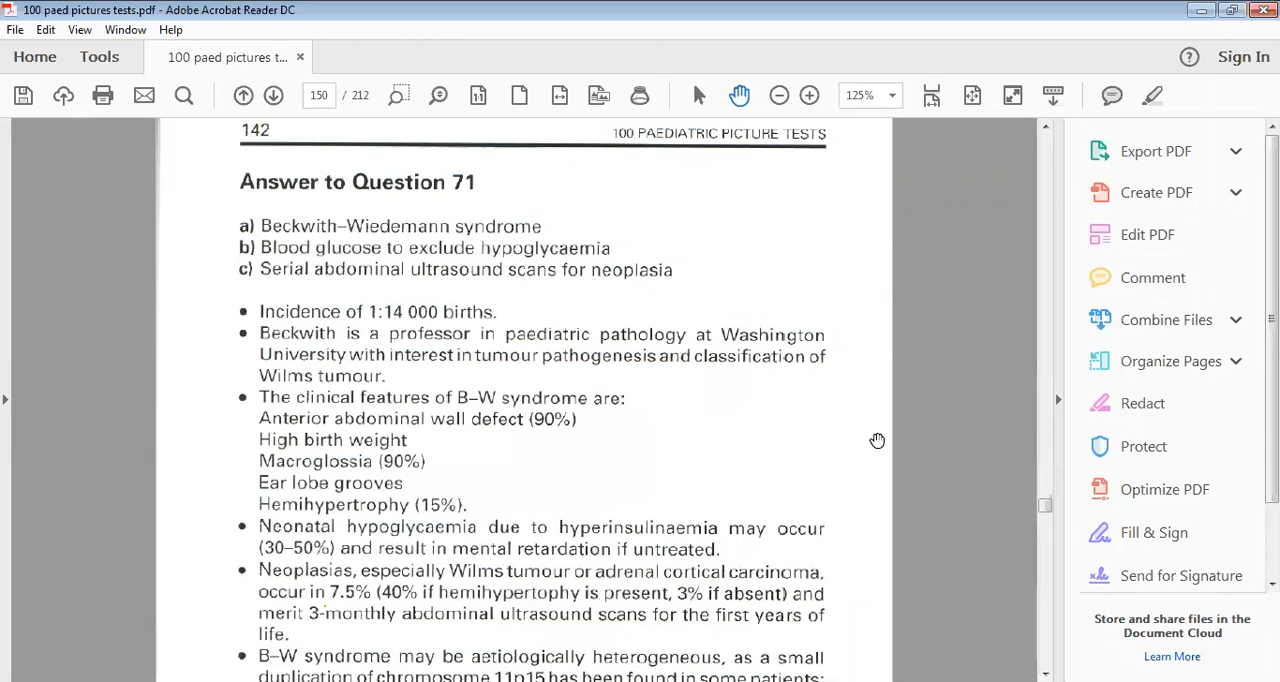 100 paed pictures tests.pdf - Adobe Acrobat Reader DC
File Edit View Window Help
Home Tools 100 paed pictures t... × Sign In
150 / 212 125%
142 100 PAEDIATRIC PICTURE TESTS
Answer to Question 71
a) Beckwith–Wiedemann syndrome
b) Blood glucose to exclude hypoglycaemia
c) Serial abdominal ultrasound scans for neoplasia
• Incidence of 1:14 000 births.
• Beckwith is a professor in paediatric pathology at Washington
University with interest in tumour pathogenesis and classification of
Wilms tumour.
• The clinical features of B–W syndrome are:
Anterior abdominal wall defect (90%)
High birth weight
Macroglossia (90%)
Ear lobe grooves
Hemihypertrophy (15%).
• Neonatal hypoglycaemia due to hyperinsulinaemia may occur
(30–50%) and result in mental retardation if untreated.
• Neoplasias, especially Wilms tumour or adrenal cortical carcinoma,
occur in 7.5% (40% if hemihypertophy is present, 3% if absent) and
merit 3-monthly abdominal ultrasound scans for the first years of
life.
• B–W syndrome may be aetiologically heterogeneous, as a small
duplication of chromosome 11p15 has been found in some patients;
Export PDF
Create PDF
Edit PDF
Comment
Combine Files
Organize Pages
Redact
Protect
Optimize PDF
Fill & Sign
Send for Signature
Store and share files in the
Document Cloud
Learn More